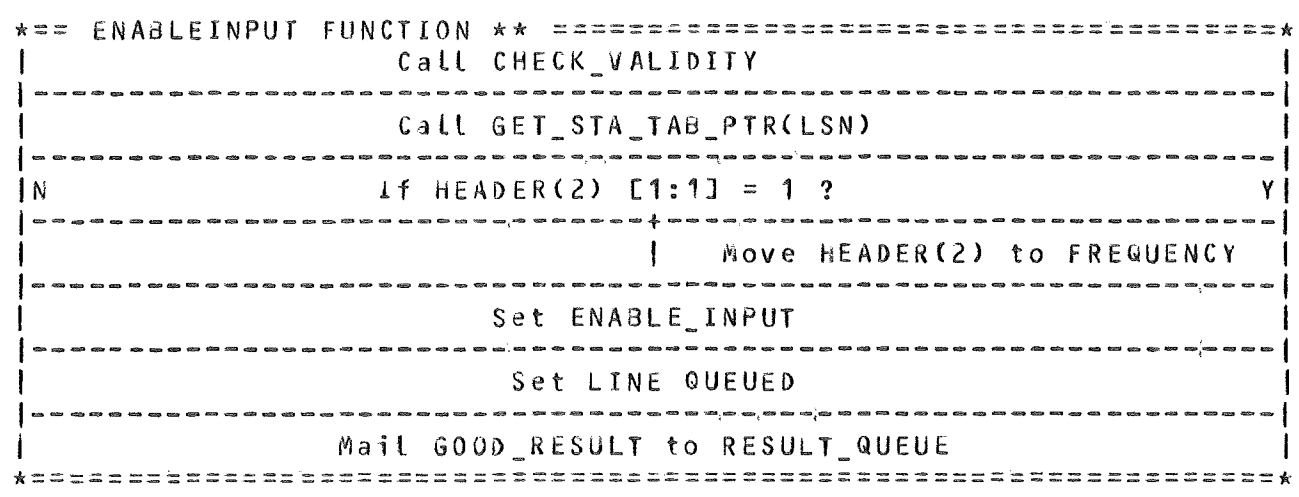 *== ENABLEINPUT FUNCTION ** ======================================*
| Call CHECK_VALIDITY |
|-----------------------------------------------------------------|
| Call GET_STA_TAB_PTR(LSN) |
|-----------------------------------------------------------------|
|N If HEADER(2) [1:1] = 1 ? Y|
|--------------------------------+--------------------------------|
| | Move HEADER(2) to FREQUENCY |
|-----------------------------------------------------------------|
| Set ENABLE_INPUT |
|-----------------------------------------------------------------|
| Set LINE QUEUED |
|-----------------------------------------------------------------|
| Mail GOOD_RESULT to RESULT_QUEUE |
*=================================================================*